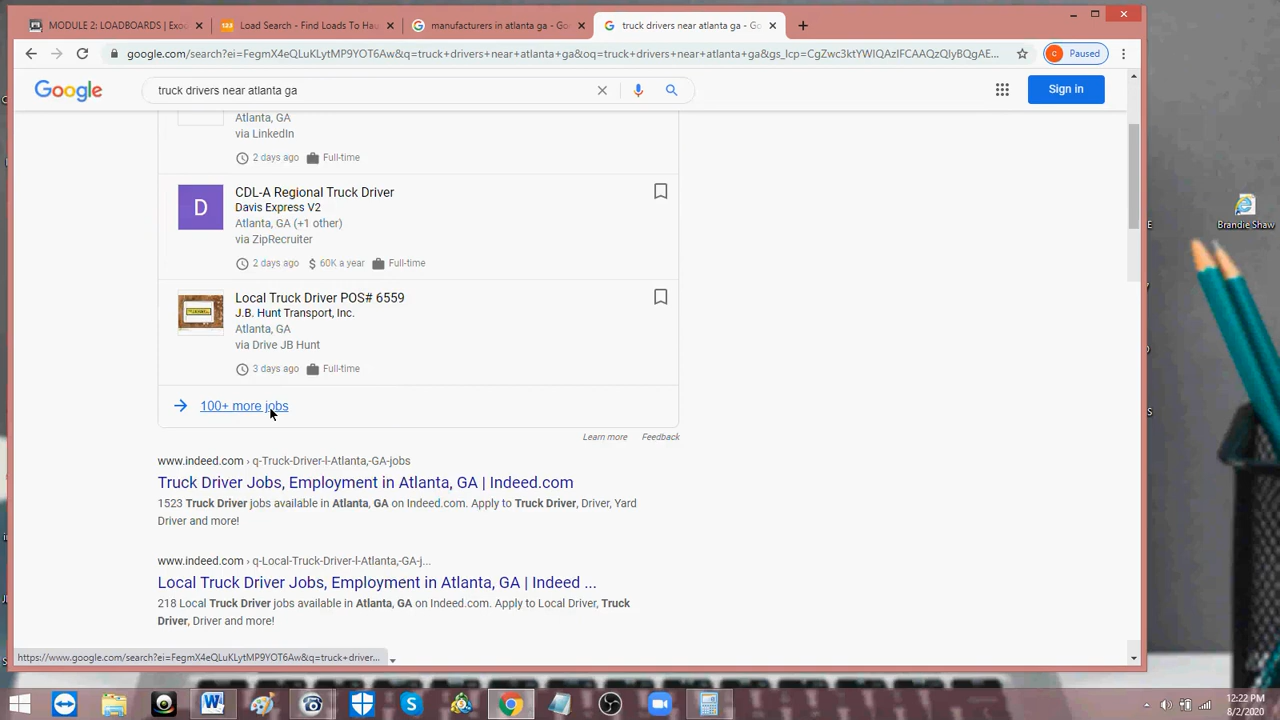 MODULE 2: LOADBOARDS | Exoc
Load Search - Find Loads To Hau
manufacturers in atlanta ga - Go
truck drivers near atlanta ga - Go
google.com/search?ei=FegmX4eQLuKLytMP9YOT6Aw&q=truck+drivers+near+atlanta+ga&oq=truck+drivers+near+atlanta+ga&gs_lcp=CgZwc3ktYWIQAzIFCAAQzQIyBQgAE...
C Paused
Google
truck drivers near atlanta ga
Sign in
Atlanta, GA
via LinkedIn
2 days ago Full-time
D
CDL-A Regional Truck Driver
Davis Express V2
Atlanta, GA (+1 other)
via ZipRecruiter
2 days ago $ 60K a year Full-time
Local Truck Driver POS# 6559
J.B. Hunt Transport, Inc.
Atlanta, GA
via Drive JB Hunt
3 days ago Full-time
100+ more jobs
Learn more Feedback
www.indeed.com › q-Truck-Driver-l-Atlanta,-GA-jobs
Truck Driver Jobs, Employment in Atlanta, GA | Indeed.com
1523 Truck Driver jobs available in Atlanta, GA on Indeed.com. Apply to Truck Driver, Driver, Yard
Driver and more!
www.indeed.com › q-Local-Truck-Driver-l-Atlanta,-GA-j...
Local Truck Driver Jobs, Employment in Atlanta, GA | Indeed ...
218 Local Truck Driver jobs available in Atlanta, GA on Indeed.com. Apply to Local Driver, Truck
Driver, Driver and more!
https://www.google.com/search?ei=FegmX4eQLuKLytMP9YOT6Aw&q=truck+driver...
Brandie Shaw
12:22 PM
8/2/2020